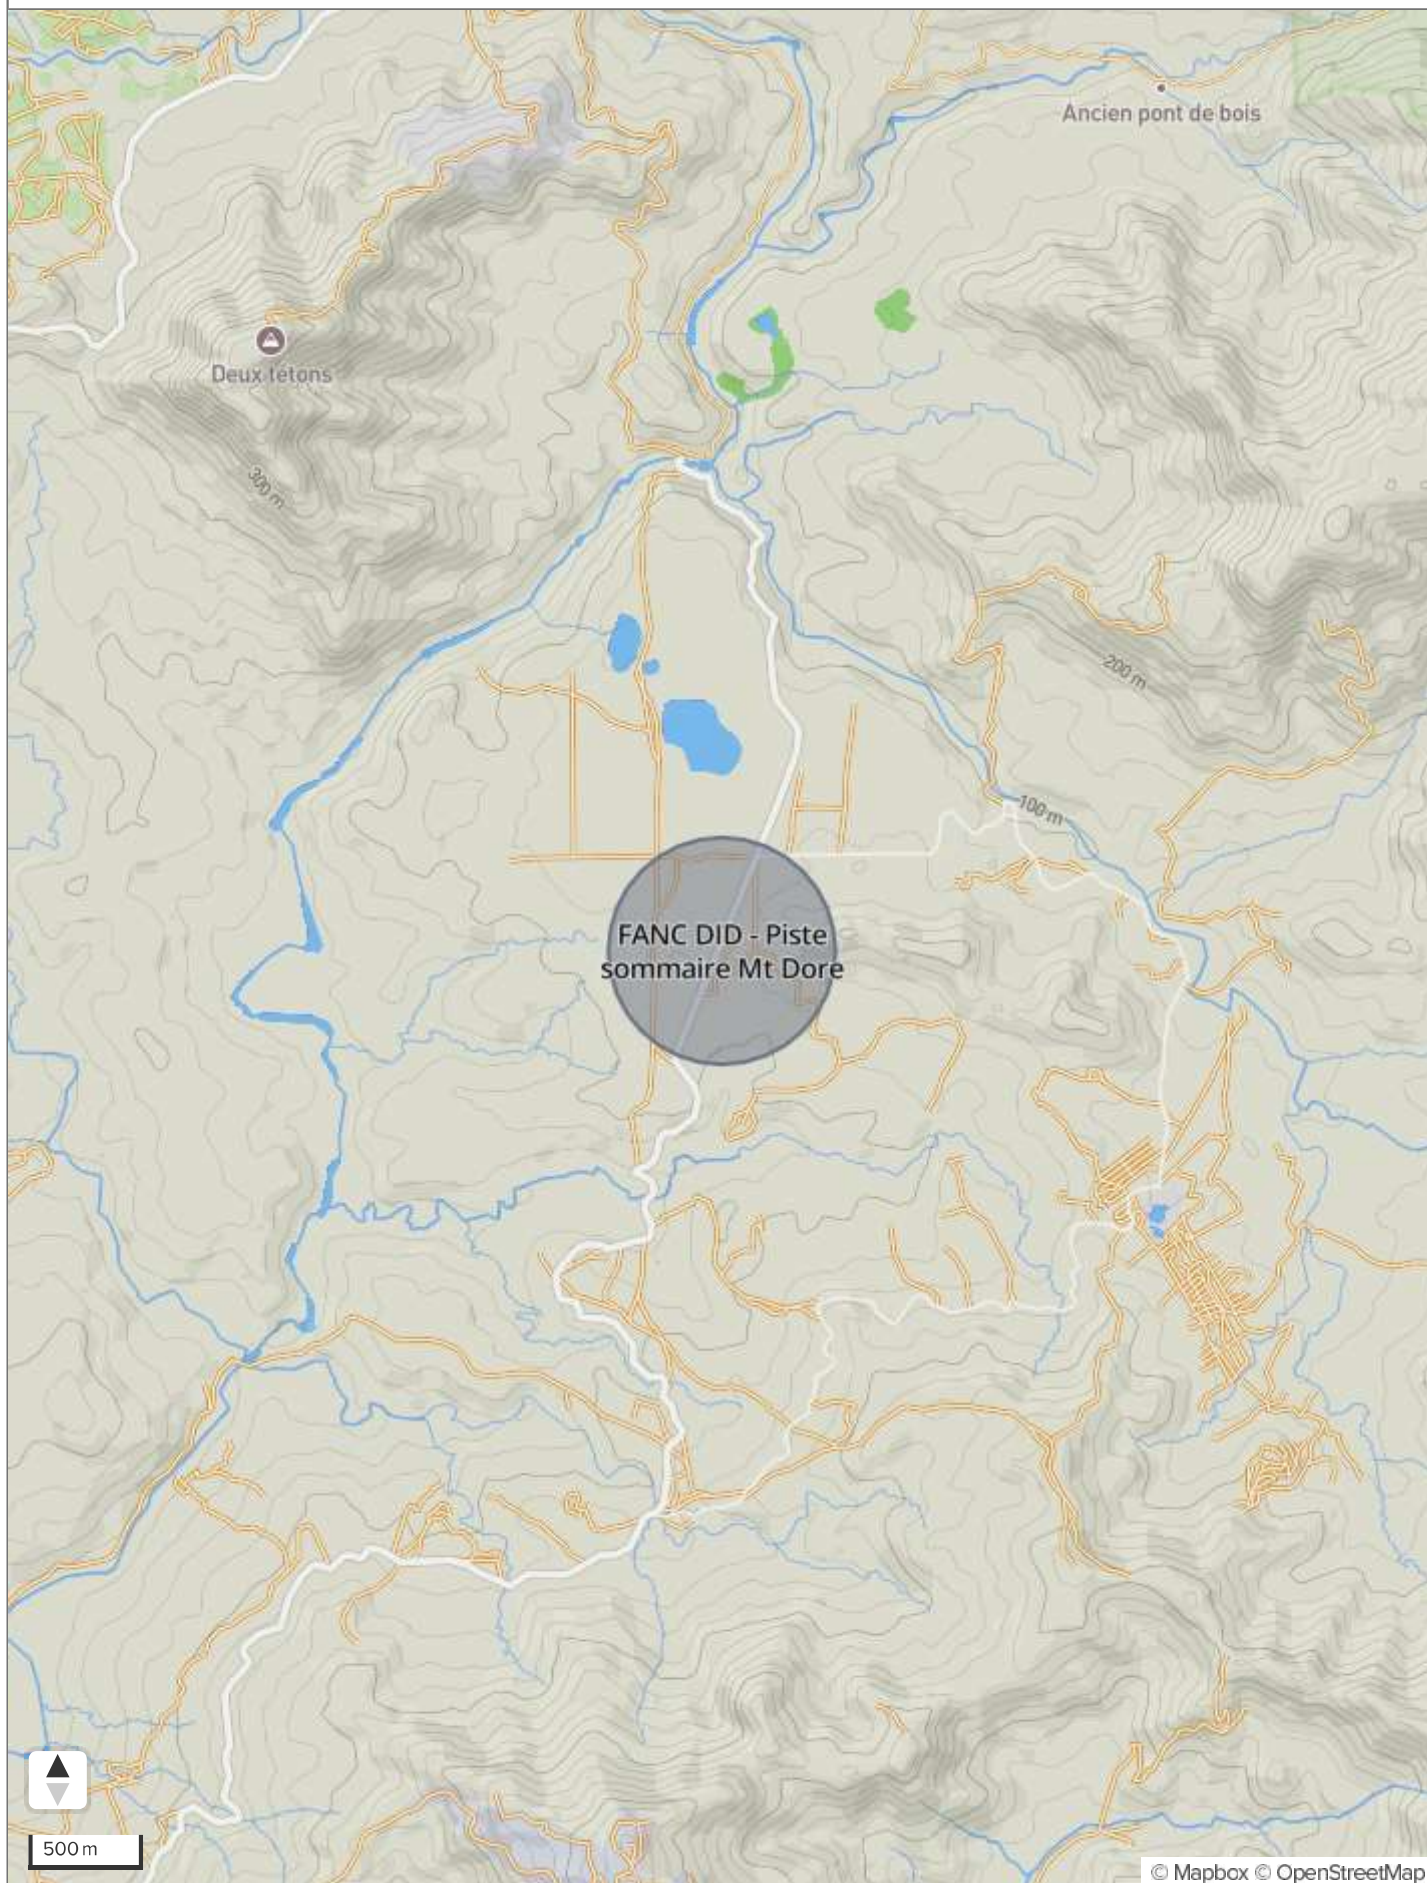 Ancien pont de bois
Deux tétons
300 m
200 m
100 m
FANC DID - Piste
sommaire Mt Dore
500 m
© Mapbox © OpenStreetMap